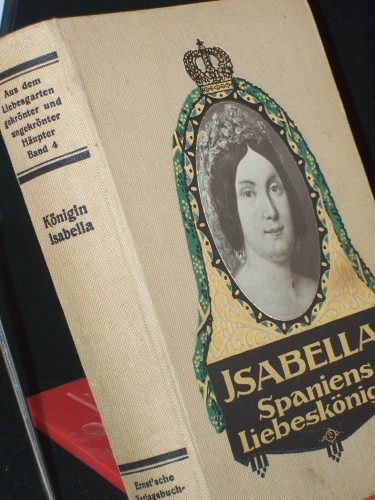 Aus dem
Liebesgarten
gekrönter und
ungekrönter
Häupter
Band 4
Königin
Isabella
Ernst'sche
Verlagsbuch-
JSABELLA
Spaniens
Liebeskönig